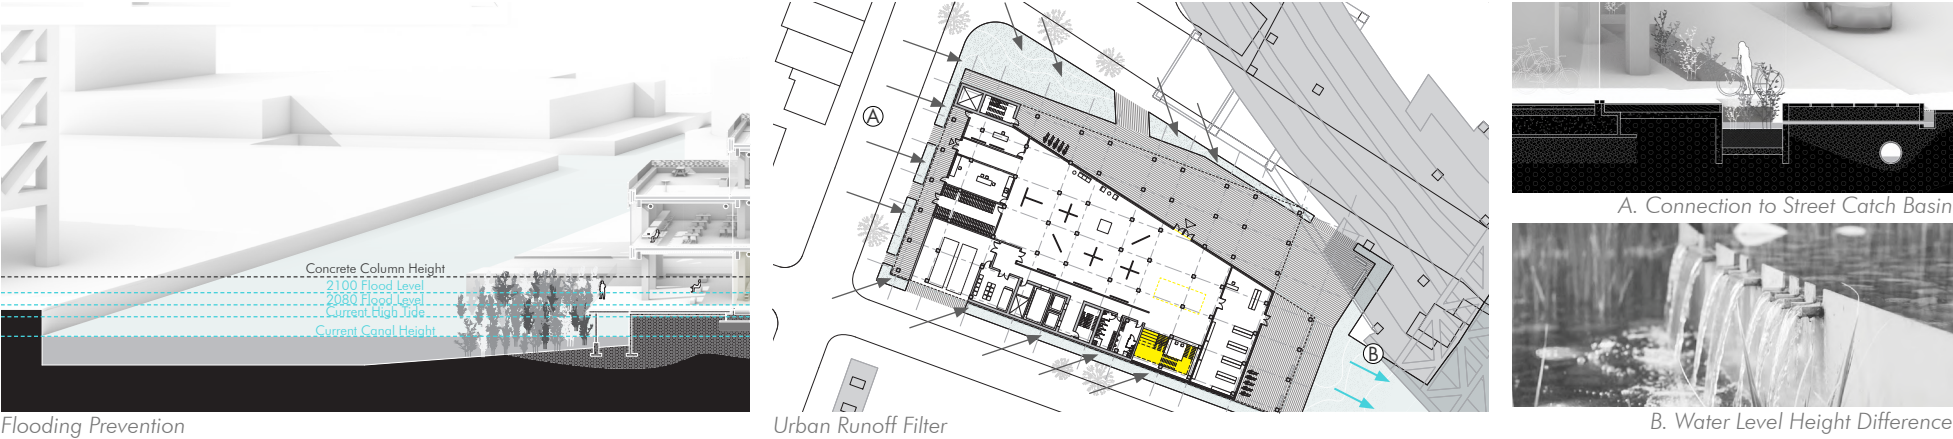 Concrete Column Height
2100 Flood Level
2080 Flood Level
Current High Tide
Current Canal Height
Flooding Prevention
A
B
Urban Runoff Filter
A. Connection to Street Catch Basin
B. Water Level Height Difference